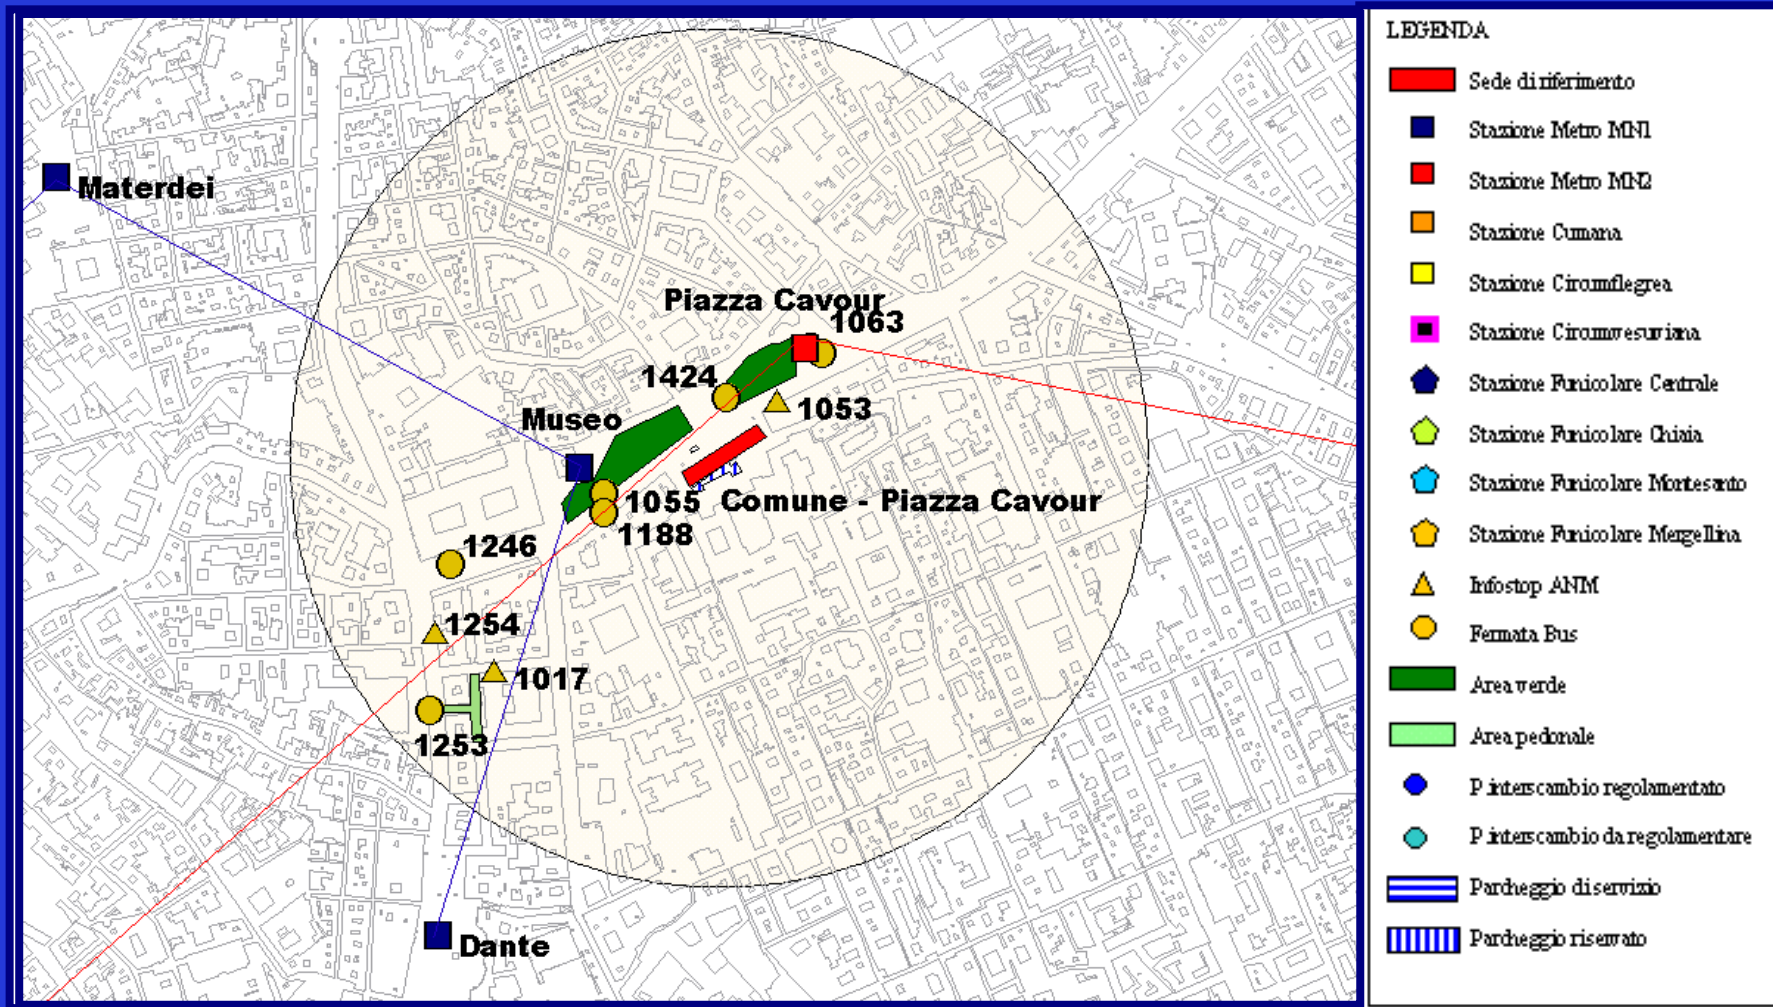 Materdei
Piazza Cavour
1063
1424
1053
Museo
1055
Comune - Piazza Cavour
1188
1246
1254
1017
1253
Dante
LEGENDA
Sede di riferimento
Stazione Metro MN1
Stazione Metro MN2
Stazione Cumana
Stazione Circumflegrea
Stazione Circumvesuviana
Stazione Funicolare Centrale
Stazione Funicolare Chiaia
Stazione Funicolare Montesanto
Stazione Funicolare Mergellina
Infostop ANM
Fermata Bus
Area verde
Area pedonale
P.interscambio regolamentato
P.interscambio da regolamentare
Parcheggio di servizio
Parcheggio riservato